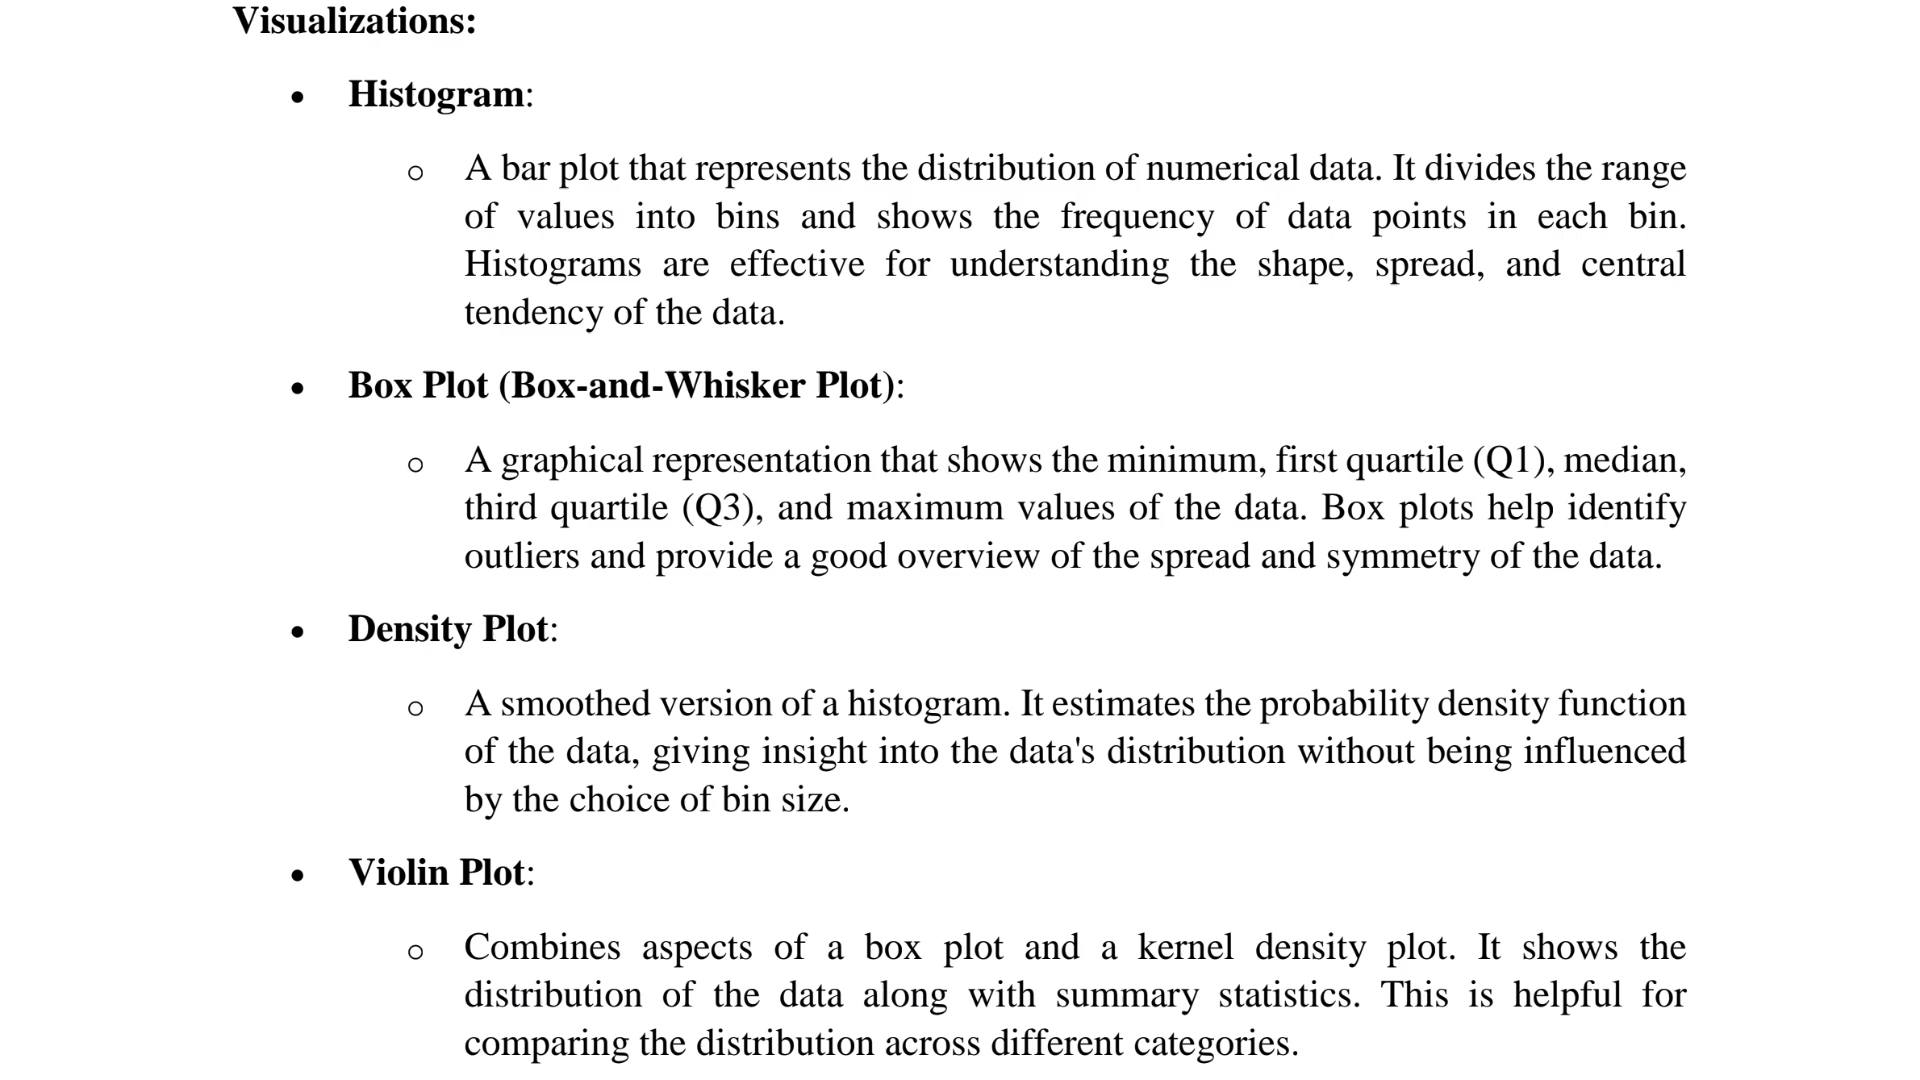 Visualizations:
• Histogram:
o A bar plot that represents the distribution of numerical data. It divides the range
of values into bins and shows the frequency of data points in each bin.
Histograms are effective for understanding the shape, spread, and central
tendency of the data.
• Box Plot (Box-and-Whisker Plot):
o A graphical representation that shows the minimum, first quartile (Q1), median,
third quartile (Q3), and maximum values of the data. Box plots help identify
outliers and provide a good overview of the spread and symmetry of the data.
• Density Plot:
o A smoothed version of a histogram. It estimates the probability density function
of the data, giving insight into the data's distribution without being influenced
by the choice of bin size.
• Violin Plot:
o Combines aspects of a box plot and a kernel density plot. It shows the
distribution of the data along with summary statistics. This is helpful for
comparing the distribution across different categories.